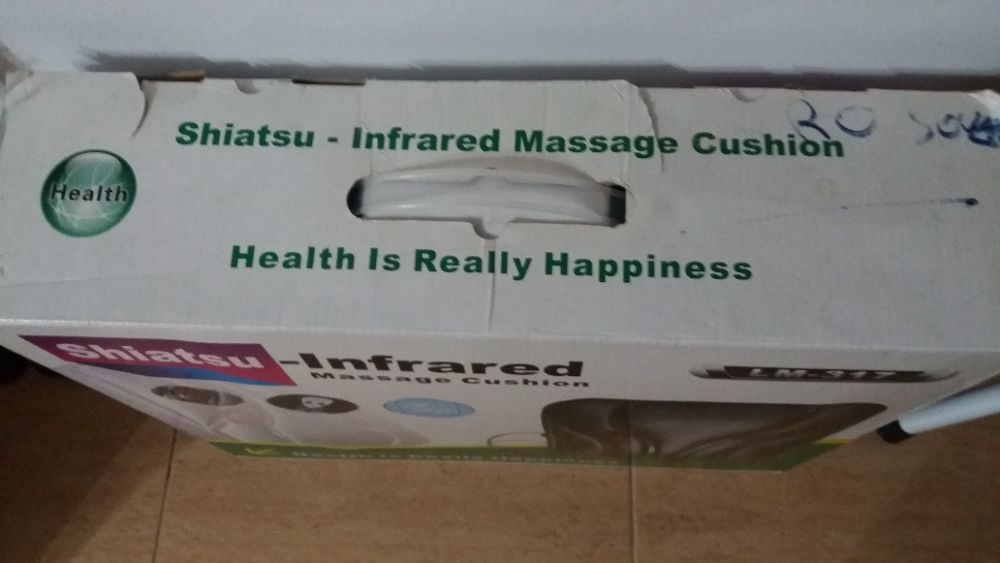 Shiatsu - Infrared Massage Cushion
Health
Health Is Really Happiness
Shiatsu -Infrared
Massage Cushion
LM-317